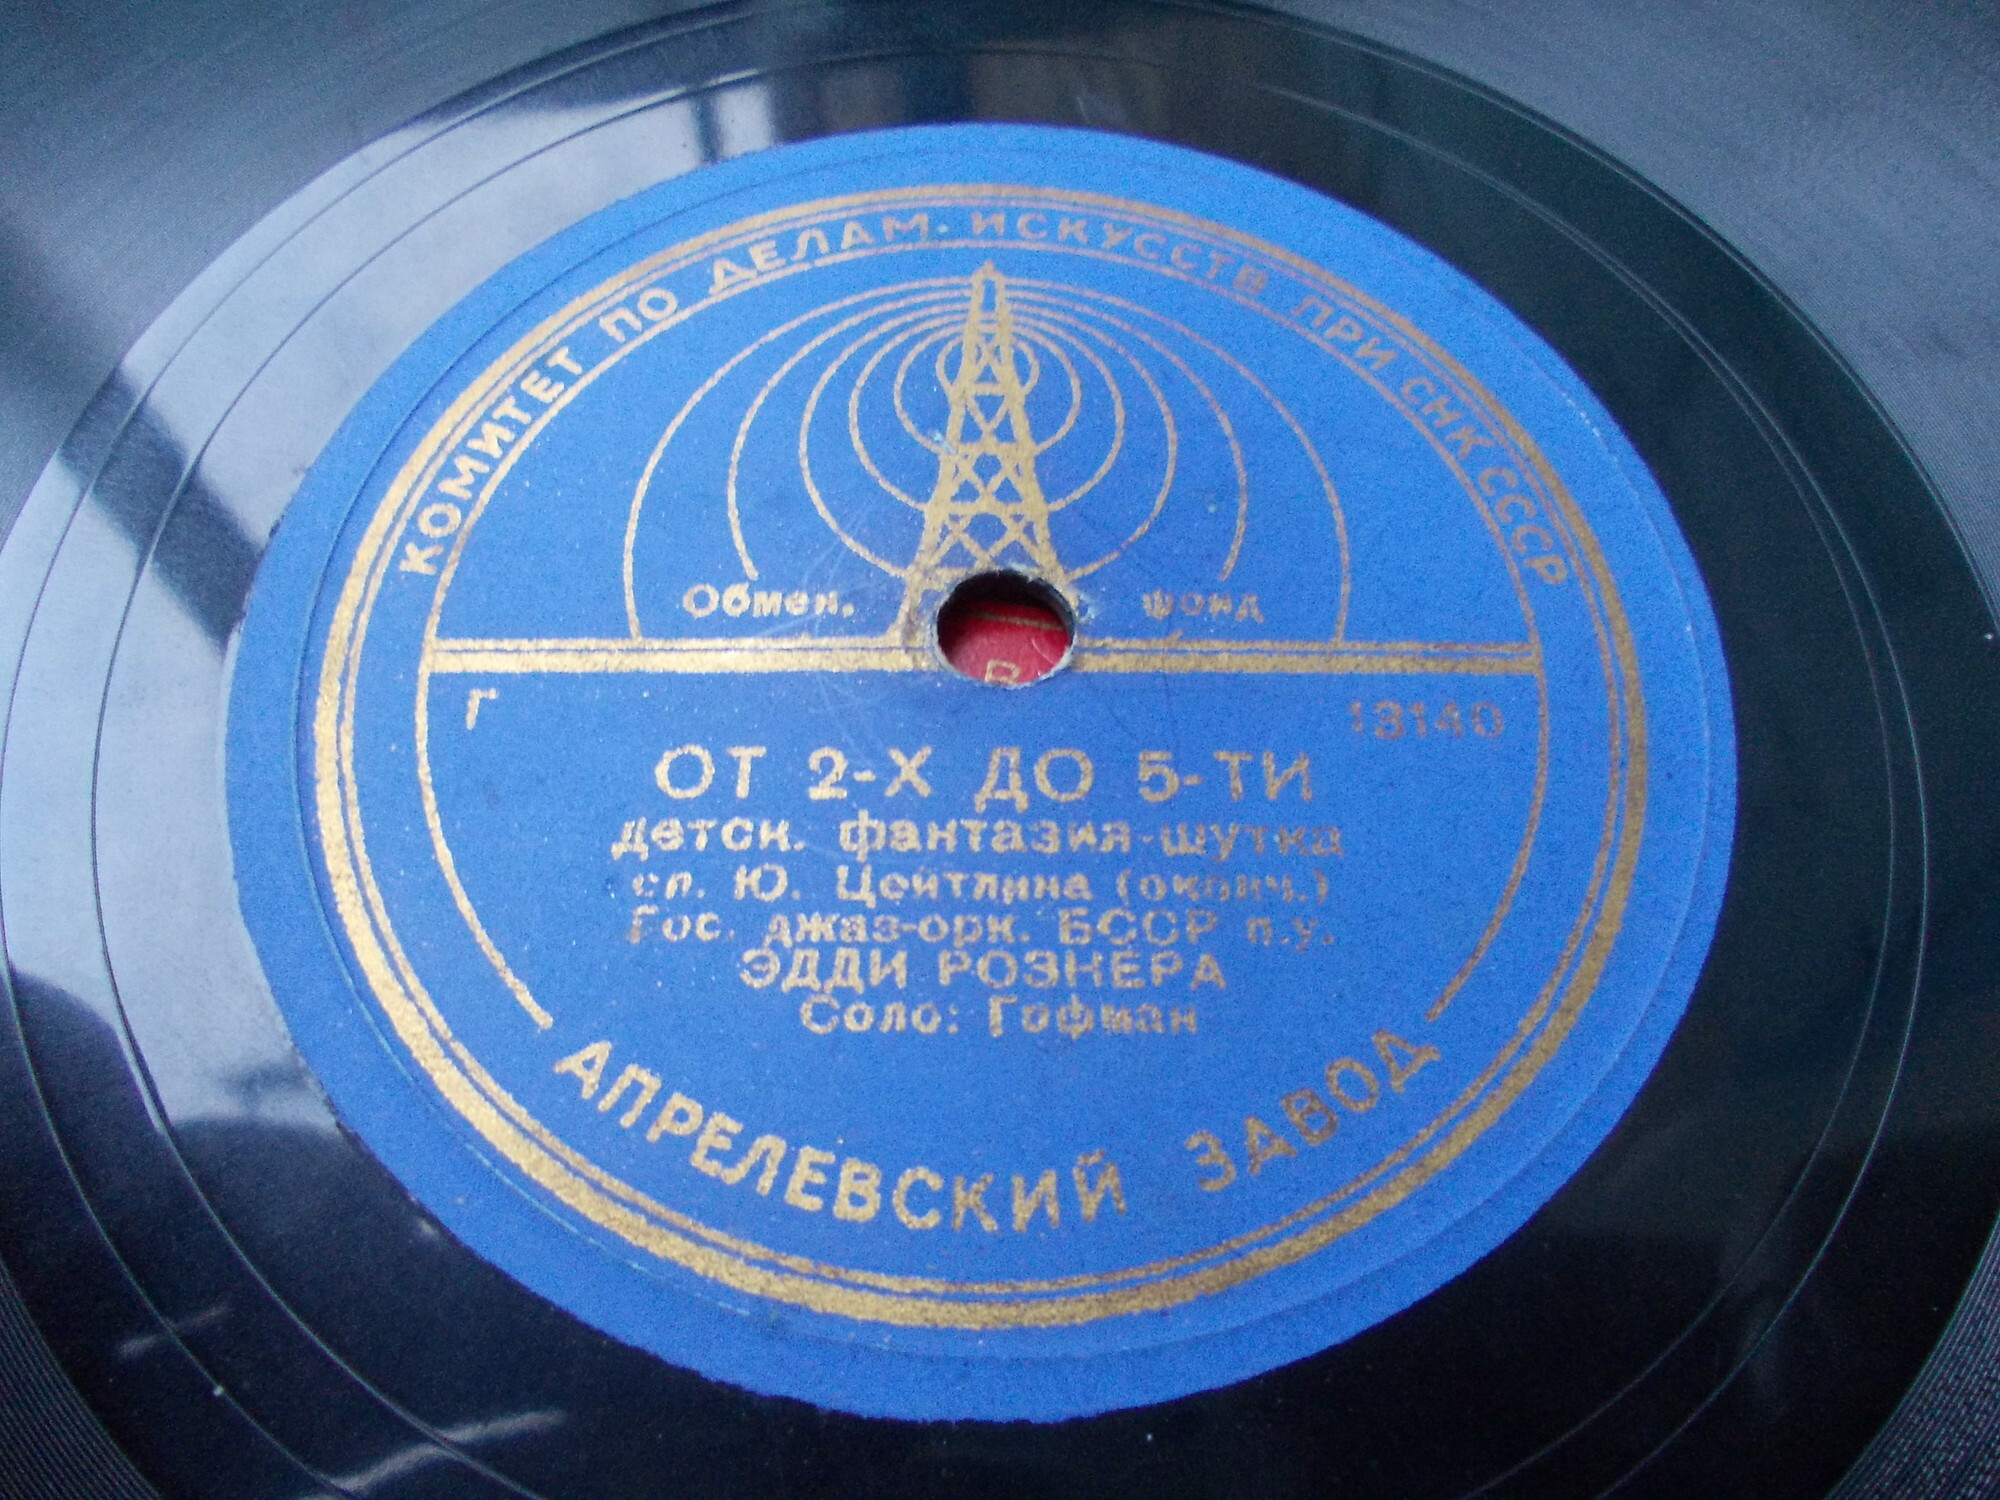 КОМИТЕТ ПО ДЕЛАМ ИСКУССТВ ПРИ СНК СССР
Обмен. фонд
Г 13140
ОТ 2-Х ДО 5-ТИ
детск. фантазия-шутка
сл. Ю. Цейтлина (оконч.)
Гос. джаз-орк. БССР п.у.
ЭДДИ РОЗНЕРА
Соло: Гофман
АПРЕЛЕВСКИЙ ЗАВОД
В